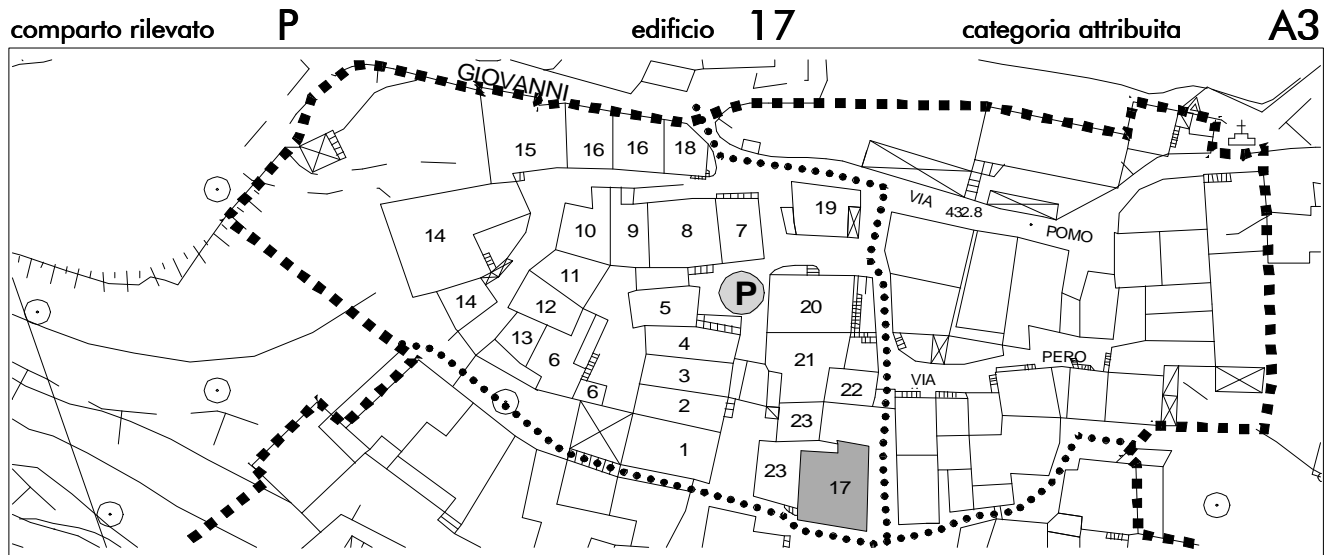 comparto rilevato P edificio 17 categoria attribuita A3
GIOVANNI
15 16 16 18
VIA 432.8 POMO
19
14 10 9 8 7
11
14 12 5 P 20
13 6 4 21
3 VIA PERO
6 2 22
23
1
23 17